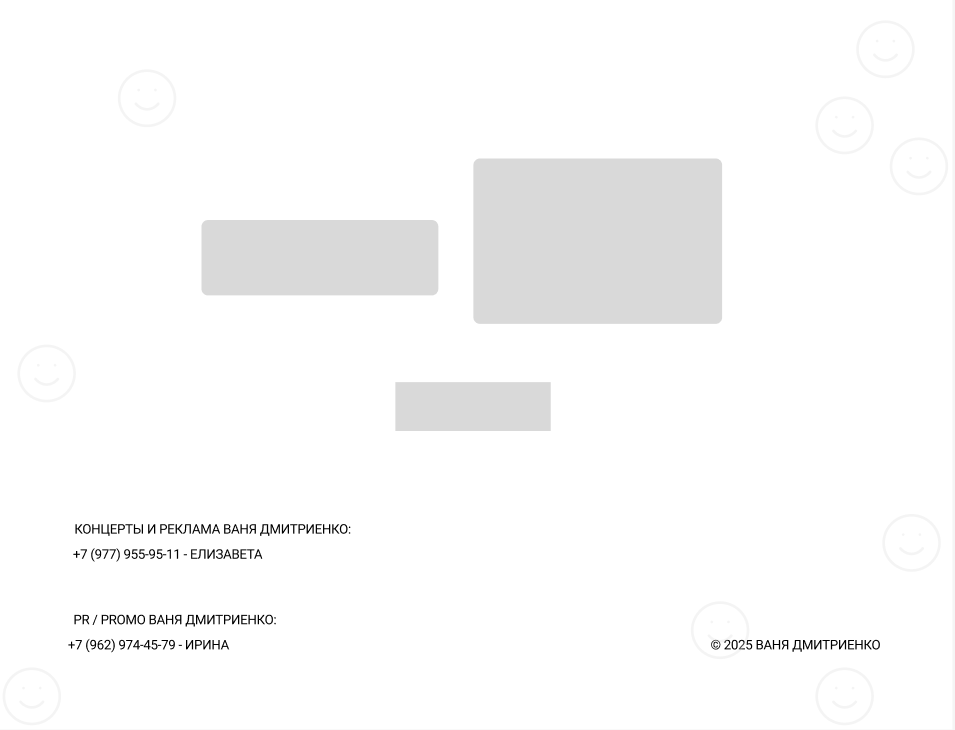 КОНЦЕРТЫ И РЕКЛАМА ВАНЯ ДМИТРИЕНКО:
+7 (977) 955-95-11 - ЕЛИЗАВЕТА
PR / PROMO ВАНЯ ДМИТРИЕНКО:
+7 (962) 974-45-79 - ИРИНА
© 2025 ВАНЯ ДМИТРИЕНКО